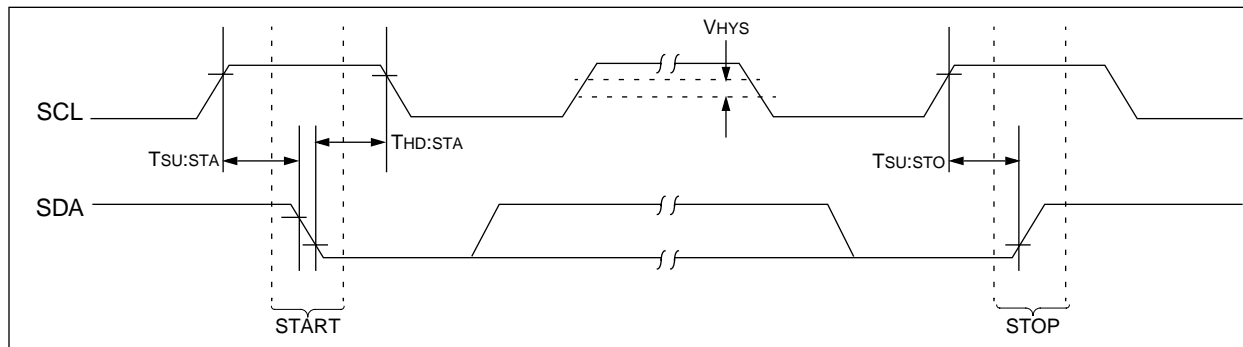 VHYS
SCL
TSU:STA
THD:STA
TSU:STO
SDA
START
STOP